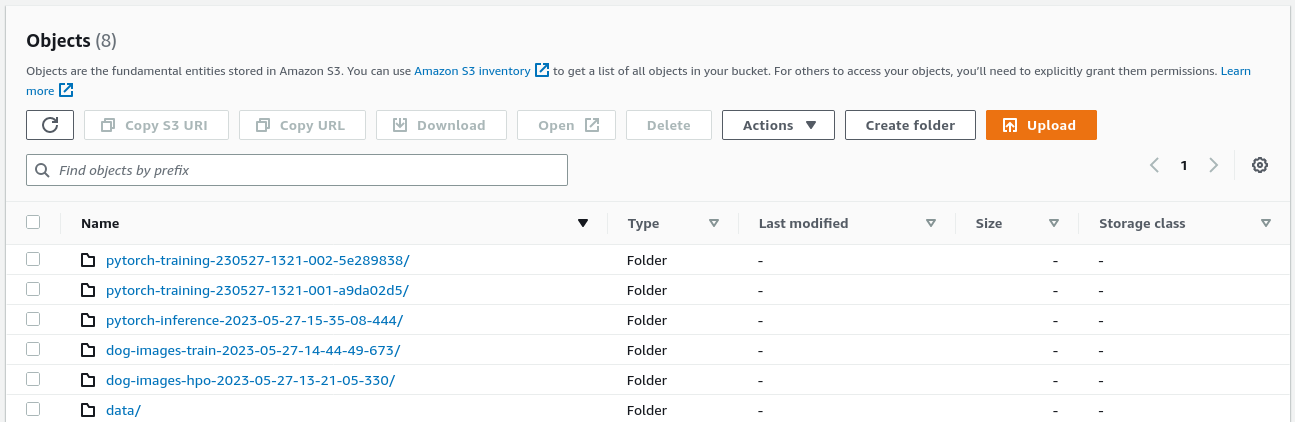 Objects (8)
Objects are the fundamental entities stored in Amazon S3. You can use Amazon S3 inventory to get a list of all objects in your bucket. For others to access your objects, you'll need to explicitly grant them permissions. Learn
more
Copy S3 URI Copy URL Download Open Delete Actions Create folder Upload
Find objects by prefix 1
Name Type Last modified Size Storage class
pytorch-training-230527-1321-002-5e289838/ Folder - - -
pytorch-training-230527-1321-001-a9da02d5/ Folder - - -
pytorch-inference-2023-05-27-15-35-08-444/ Folder - - -
dog-images-train-2023-05-27-14-44-49-673/ Folder - - -
dog-images-hpo-2023-05-27-13-21-05-330/ Folder - - -
data/ Folder - - -